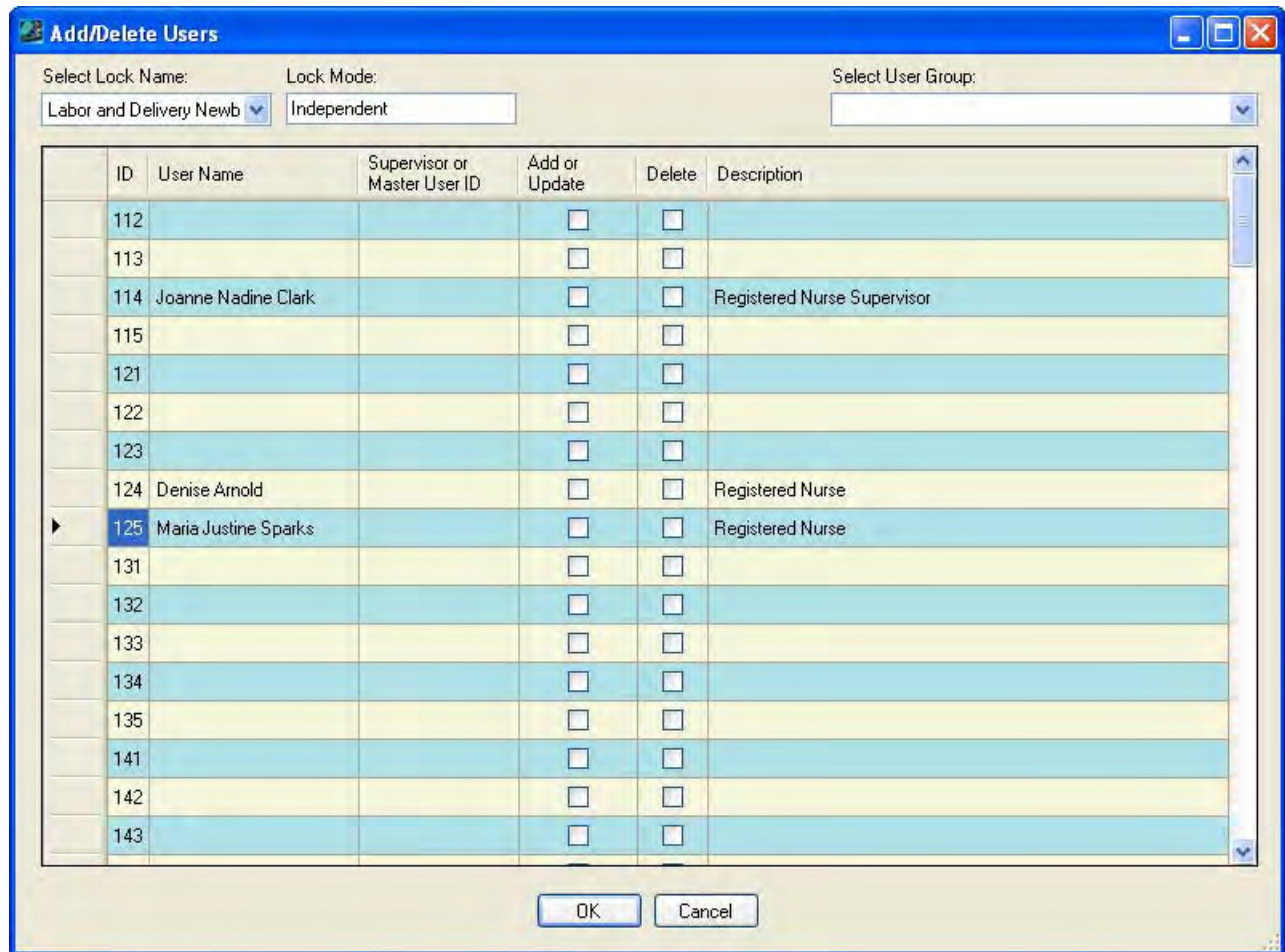 Add/Delete Users
Select Lock Name: Lock Mode: Select User Group:
Labor and Delivery Newb Independent
ID User Name Supervisor or Master User ID Add or Update Delete Description
112
113
114 Joanne Nadine Clark Registered Nurse Supervisor
115
121
122
123
124 Denise Arnold Registered Nurse
125 Maria Justine Sparks Registered Nurse
131
132
133
134
135
141
142
143
OK Cancel